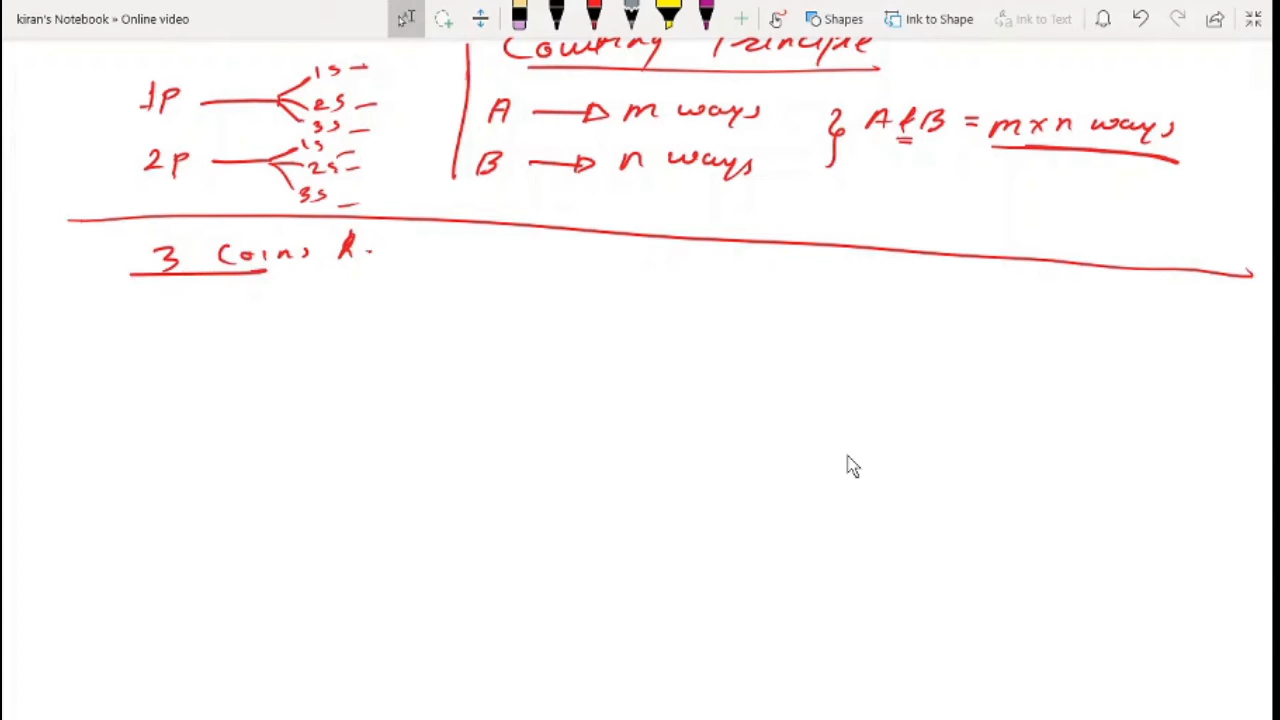 kiran's Notebook » Online video
Shapes
Ink to Shape
Ink to Text
Counting Principle
1P
1S
2S
3S
2P
1S
2S
3S
A → m ways
B → n ways
} A & B = m x n ways
3 Coins